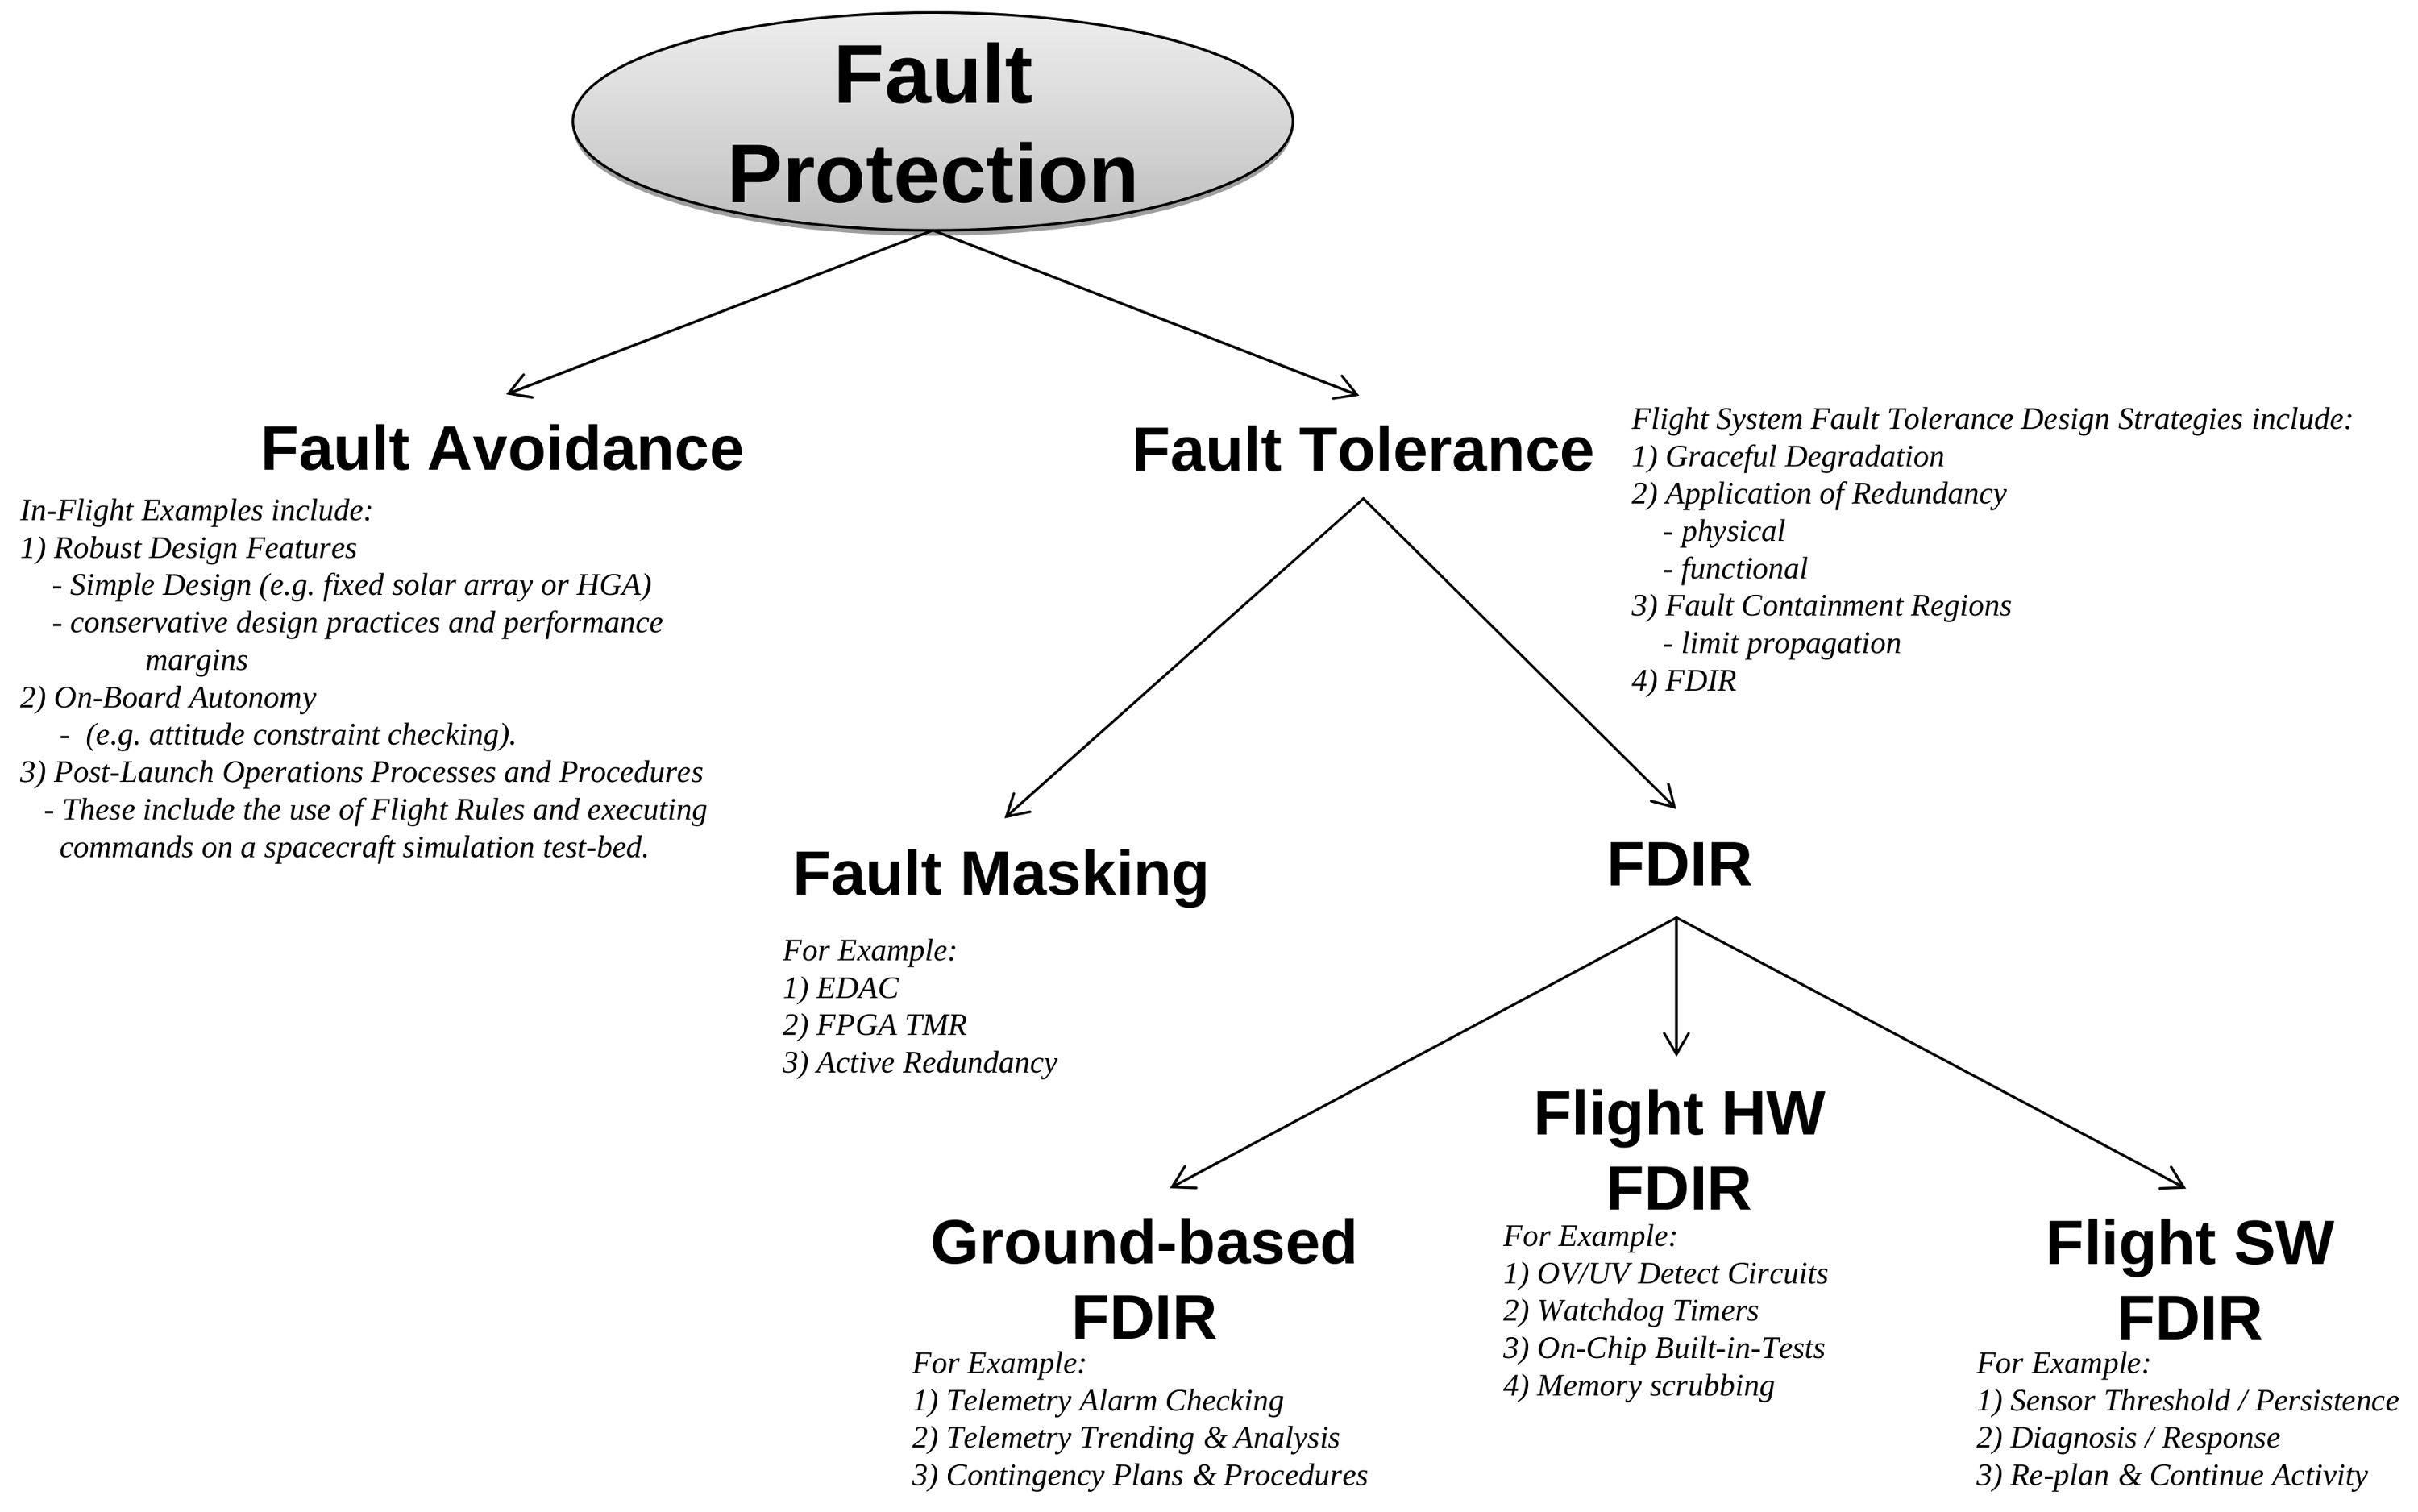 Fault
Protection
Fault Avoidance
In-Flight Examples include:
1) Robust Design Features
- Simple Design (e.g. fixed solar array or HGA)
- conservative design practices and performance
margins
2) On-Board Autonomy
- (e.g. attitude constraint checking).
3) Post-Launch Operations Processes and Procedures
- These include the use of Flight Rules and executing
commands on a spacecraft simulation test-bed.
Fault Tolerance
Flight System Fault Tolerance Design Strategies include:
1) Graceful Degradation
2) Application of Redundancy
- physical
- functional
3) Fault Containment Regions
- limit propagation
4) FDIR
Fault Masking
For Example:
1) EDAC
2) FPGA TMR
3) Active Redundancy
FDIR
Ground-based
FDIR
For Example:
1) Telemetry Alarm Checking
2) Telemetry Trending & Analysis
3) Contingency Plans & Procedures
Flight HW
FDIR
For Example:
1) OV/UV Detect Circuits
2) Watchdog Timers
3) On-Chip Built-in-Tests
4) Memory scrubbing
Flight SW
FDIR
For Example:
1) Sensor Threshold / Persistence
2) Diagnosis / Response
3) Re-plan & Continue Activity